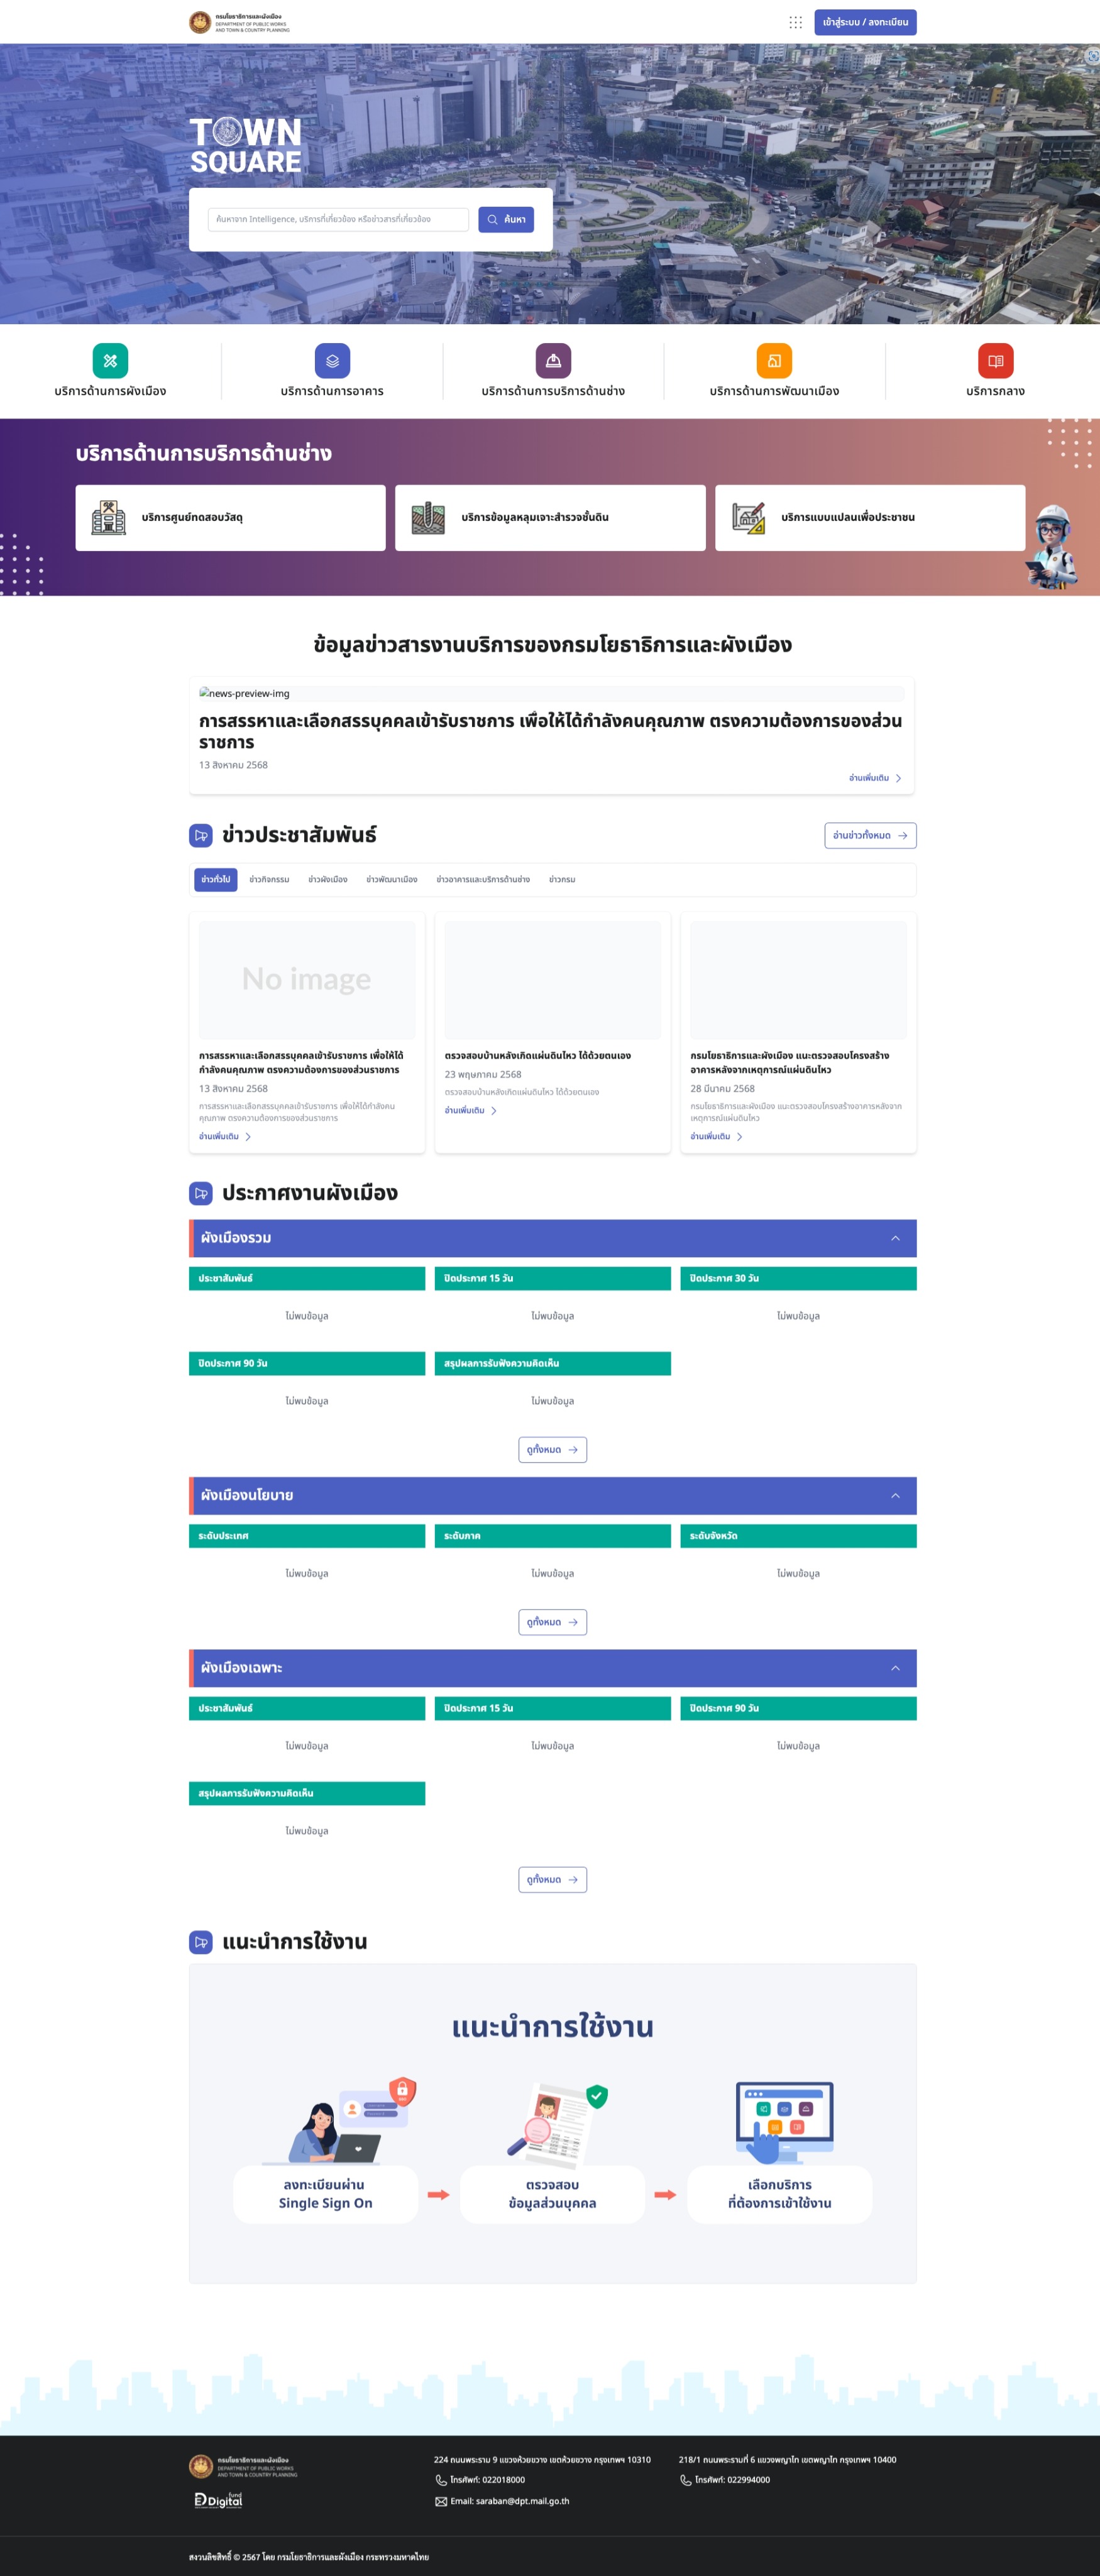 กรมโยธาธิการและผังเมือง
DEPARTMENT OF PUBLIC WORKS
AND TOWN & COUNTRY PLANNING
เข้าสู่ระบบ / ลงทะเบียน
TOWN
SQUARE
ค้นหาจาก Intelligence, บริการที่เกี่ยวข้อง หรือข่าวสารที่เกี่ยวข้อง
ค้นหา
บริการด้านการผังเมือง
บริการด้านการอาคาร
บริการด้านการบริการด้านช่าง
บริการด้านการพัฒนาเมือง
บริการกลาง
บริการด้านการบริการด้านช่าง
บริการศูนย์ทดสอบวัสดุ
บริการข้อมูลหลุมเจาะสำรวจชั้นดิน
บริการแบบแปลนเพื่อประชาชน
ข้อมูลข่าวสารงานบริการของกรมโยธาธิการและผังเมือง
news-preview-img
การสรรหาและเลือกสรรบุคคลเข้ารับราชการ เพื่อให้ได้กำลังคนคุณภาพ ตรงความต้องการของส่วน
ราชการ
13 สิงหาคม 2568
อ่านเพิ่มเติม
ข่าวประชาสัมพันธ์
อ่านข่าวทั้งหมด
ข่าวทั่วไป
ข่าวกิจกรรม
ข่าวผังเมือง
ข่าวพัฒนาเมือง
ข่าวอาคารและบริการด้านช่าง
ข่าวกรม
No image
การสรรหาและเลือกสรรบุคคลเข้ารับราชการ เพื่อให้ได้
กำลังคนคุณภาพ ตรงความต้องการของส่วนราชการ
13 สิงหาคม 2568
การสรรหาและเลือกสรรบุคคลเข้ารับราชการ เพื่อให้ได้กำลังคน
คุณภาพ ตรงความต้องการของส่วนราชการ
อ่านเพิ่มเติม
ตรวจสอบบ้านหลังเกิดแผ่นดินไหว ได้ด้วยตนเอง
23 พฤษภาคม 2568
ตรวจสอบบ้านหลังเกิดแผ่นดินไหว ได้ด้วยตนเอง
อ่านเพิ่มเติม
กรมโยธาธิการและผังเมือง แนะตรวจสอบโครงสร้าง
อาคารหลังจากเหตุการณ์แผ่นดินไหว
28 มีนาคม 2568
กรมโยธาธิการและผังเมือง แนะตรวจสอบโครงสร้างอาคารหลังจาก
เหตุการณ์แผ่นดินไหว
อ่านเพิ่มเติม
ประกาศงานผังเมือง
ผังเมืองรวม
ประชาสัมพันธ์
ปิดประกาศ 15 วัน
ปิดประกาศ 30 วัน
ไม่พบข้อมูล
ไม่พบข้อมูล
ไม่พบข้อมูล
ปิดประกาศ 90 วัน
สรุปผลการรับฟังความคิดเห็น
ไม่พบข้อมูล
ไม่พบข้อมูล
ดูทั้งหมด
ผังเมืองนโยบาย
ระดับประเทศ
ระดับภาค
ระดับจังหวัด
ไม่พบข้อมูล
ไม่พบข้อมูล
ไม่พบข้อมูล
ดูทั้งหมด
ผังเมืองเฉพาะ
ประชาสัมพันธ์
ปิดประกาศ 15 วัน
ปิดประกาศ 90 วัน
ไม่พบข้อมูล
ไม่พบข้อมูล
ไม่พบข้อมูล
สรุปผลการรับฟังความคิดเห็น
ไม่พบข้อมูล
ดูทั้งหมด
แนะนำการใช้งาน
แนะนำการใช้งาน
ลงทะเบียนผ่าน
Single Sign On
ตรวจสอบ
ข้อมูลส่วนบุคคล
เลือกบริการ
ที่ต้องการเข้าใช้งาน
กรมโยธาธิการและผังเมือง
DEPARTMENT OF PUBLIC WORKS
AND TOWN & COUNTRY PLANNING
Digital fund
224 ถนนพระราม 9 แขวงห้วยขวาง เขตห้วยขวาง กรุงเทพฯ 10310
โทรศัพท์: 022018000
Email: saraban@dpt.mail.go.th
218/1 ถนนพระรามที่ 6 แขวงพญาไท เขตพญาไท กรุงเทพฯ 10400
โทรศัพท์: 022994000
สงวนลิขสิทธิ์ © 2567 โดย กรมโยธาธิการและผังเมือง กระทรวงมหาดไทย